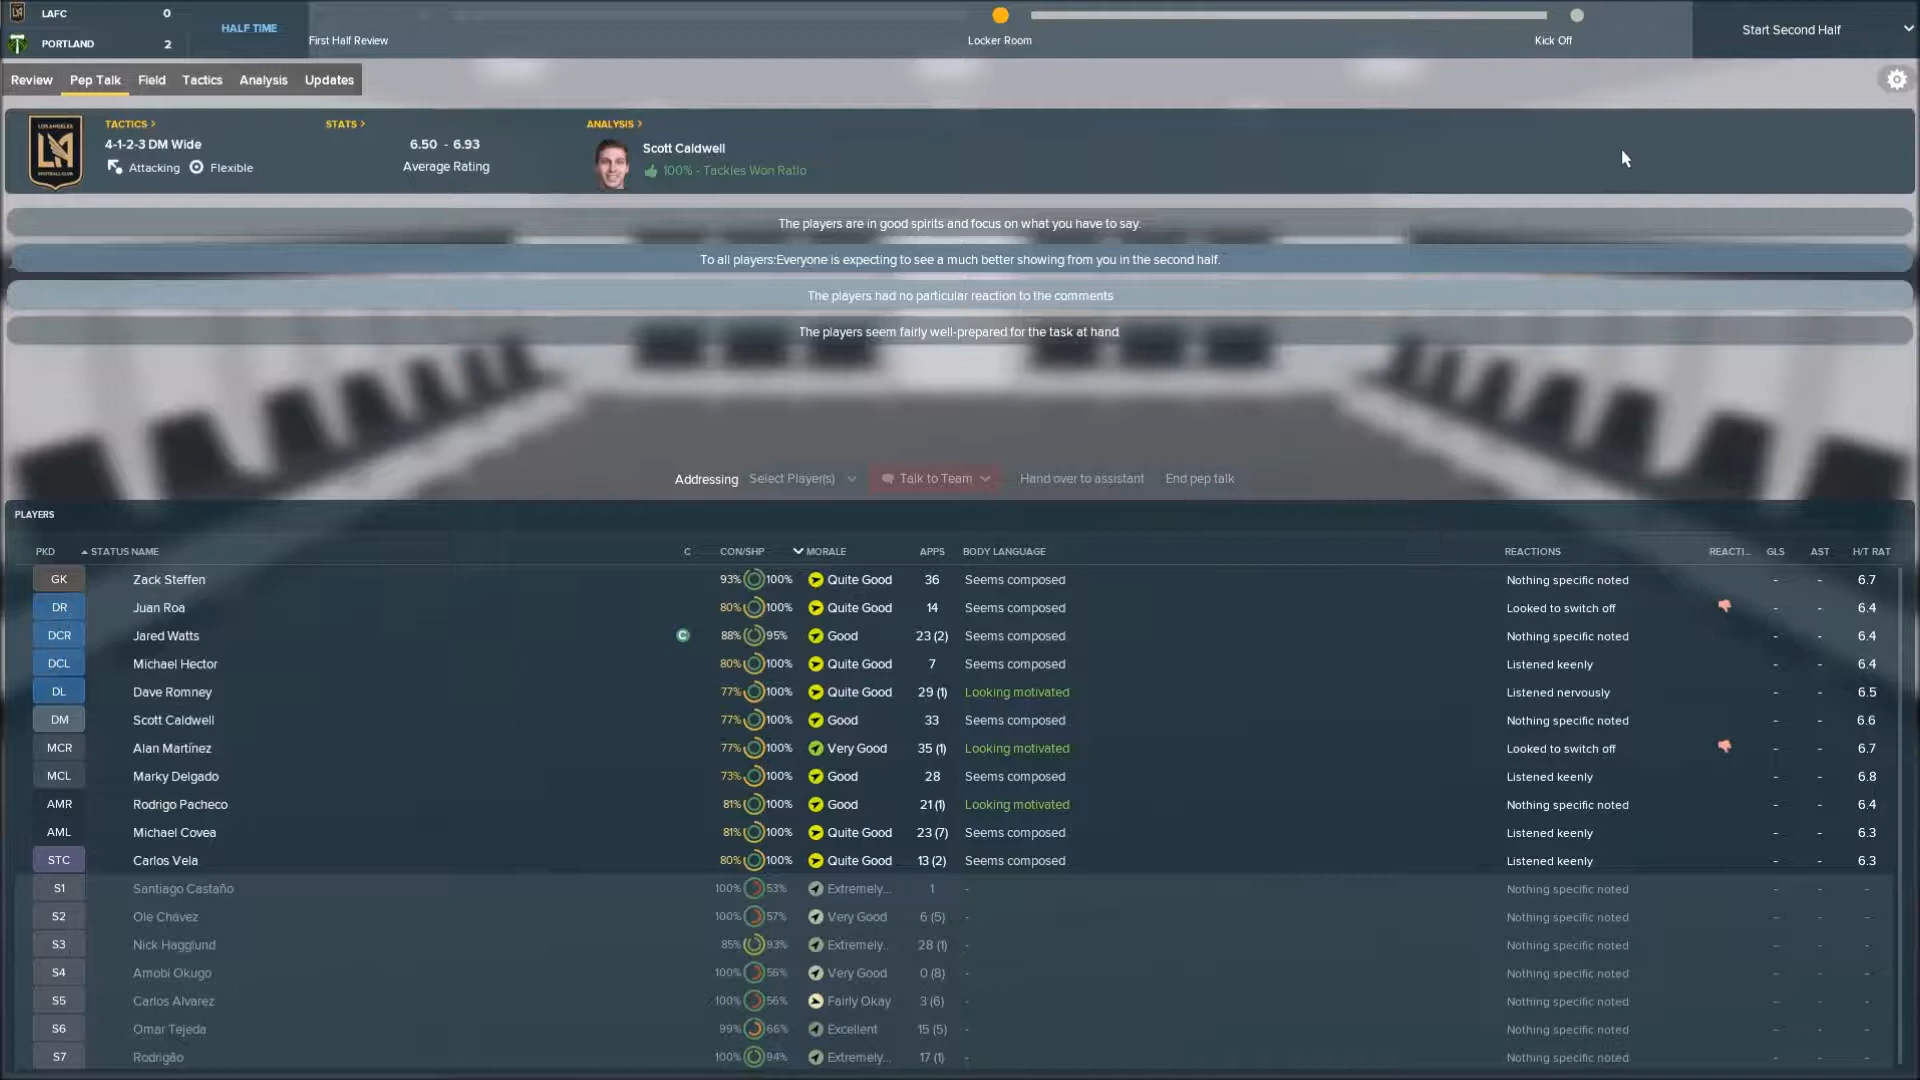 LAFC 0
PORTLAND 2
HALF TIME
First Half Review
Locker Room
Kick Off
Start Second Half
Review Pep Talk Field Tactics Analysis Updates
LOS ANGELES
FOOTBALL CLUB
TACTICS >
4-1-2-3 DM Wide
Attacking Flexible
STATS >
6.50 - 6.93
Average Rating
ANALYSIS >
Scott Caldwell
100% - Tackles Won Ratio
The players are in good spirits and focus on what you have to say.
To all players:Everyone is expecting to see a much better showing from you in the second half.
The players had no particular reaction to the comments
The players seem fairly well-prepared for the task at hand.
Addressing Select Player(s) Talk to Team Hand over to assistant End pep talk
PLAYERS
PKD STATUS NAME C CON/SHP MORALE APPS BODY LANGUAGE REACTIONS REACTI... GLS AST H/T RAT
GK Zack Steffen 93% 100% Quite Good 36 Seems composed Nothing specific noted - - 6.7
DR Juan Roa 80% 100% Quite Good 14 Seems composed Looked to switch off - - 6.4
DCR Jared Watts C 88% 95% Good 23 (2) Seems composed Nothing specific noted - - 6.4
DCL Michael Hector 80% 100% Quite Good 7 Seems composed Listened keenly - - 6.4
DL Dave Romney 77% 100% Quite Good 29 (1) Looking motivated Listened nervously - - 6.5
DM Scott Caldwell 77% 100% Good 33 Seems composed Nothing specific noted - - 6.6
MCR Alan Martínez 77% 100% Very Good 35 (1) Looking motivated Looked to switch off - - 6.7
MCL Marky Delgado 73% 100% Good 28 Seems composed Listened keenly - - 6.8
AMR Rodrigo Pacheco 81% 100% Good 21 (1) Looking motivated Nothing specific noted - - 6.4
AML Michael Covea 81% 100% Quite Good 23 (7) Seems composed Listened keenly - - 6.3
STC Carlos Vela 80% 100% Quite Good 13 (2) Seems composed Listened keenly - - 6.3
S1 Santiago Castaño 100% 53% Extremely... 1 - Nothing specific noted - - -
S2 Ole Chávez 100% 57% Very Good 6 (5) - Nothing specific noted - - -
S3 Nick Hagglund 85% 93% Extremely... 28 (1) - Nothing specific noted - - -
S4 Amobi Okugo 100% 56% Very Good 0 (8) - Nothing specific noted - - -
S5 Carlos Alvarez 100% 56% Fairly Okay 3 (6) - Nothing specific noted - - -
S6 Omar Tejeda 99% 66% Excellent 15 (5) - Nothing specific noted - - -
S7 Rodrigão 100% 94% Extremely... 17 (1) - Nothing specific noted - - -